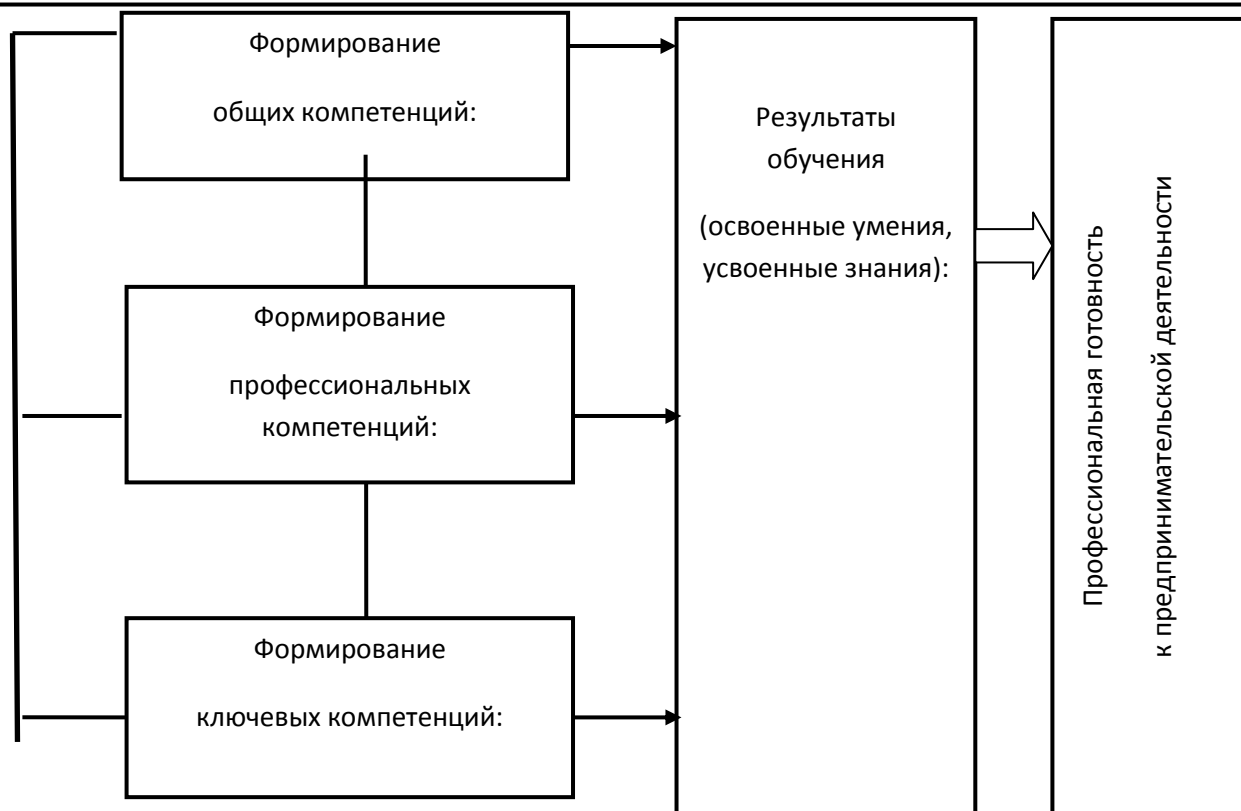 Формирование
общих компетенций:
Формирование
профессиональных
компетенций:
Формирование
ключевых компетенций:
Результаты
обучения
(освоенные умения,
усвоенные знания):
Профессиональная готовность
к предпринимательской деятельности